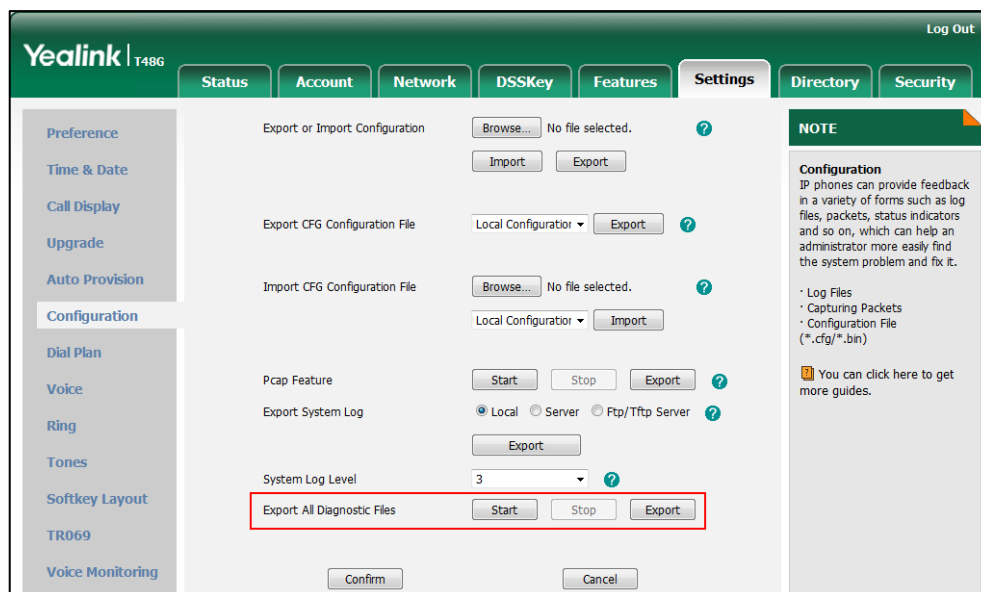 Log Out
Yealink T48G
Status Account Network DSSKey Features Settings Directory Security
Preference
Time & Date
Call Display
Upgrade
Auto Provision
Configuration
Dial Plan
Voice
Ring
Tones
Softkey Layout
TR069
Voice Monitoring
Export or Import Configuration Browse... No file selected. ?
Import Export
Export CFG Configuration File Local Configuration Export ?
Import CFG Configuration File Browse... No file selected. ?
Local Configuration Import
Pcap Feature Start Stop Export ?
Export System Log Local Server Ftp/Tftp Server ?
Export
System Log Level 3 ?
Export All Diagnostic Files Start Stop Export
Confirm Cancel
NOTE
Configuration
IP phones can provide feedback
in a variety of forms such as log
files, packets, status indicators
and so on, which can help an
administrator more easily find
the system problem and fix it.
· Log Files
· Capturing Packets
· Configuration File
(*.cfg/*.bin)
? You can click here to get
more guides.